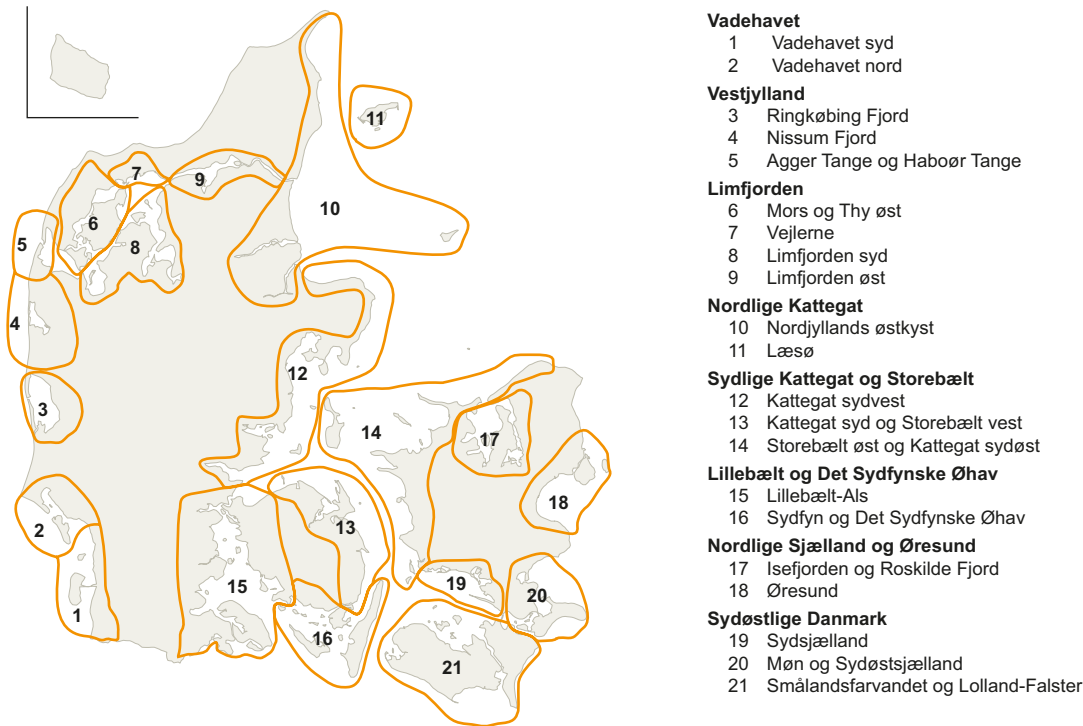 11
7
9
10
6
5
8
4
12
3
14
17
18
13
2
15
19
20
1
16
21
Vadehavet
1 Vadehavet syd
2 Vadehavet nord
Vestjylland
3 Ringkøbing Fjord
4 Nissum Fjord
5 Agger Tange og Haboør Tange
Limfjorden
6 Mors og Thy øst
7 Vejlerne
8 Limfjorden syd
9 Limfjorden øst
Nordlige Kattegat
10 Nordjyllands østkyst
11 Læsø
Sydlige Kattegat og Storebælt
12 Kattegat sydvest
13 Kattegat syd og Storebælt vest
14 Storebælt øst og Kattegat sydøst
Lillebælt og Det Sydfynske Øhav
15 Lillebælt-Als
16 Sydfyn og Det Sydfynske Øhav
Nordlige Sjælland og Øresund
17 Isefjorden og Roskilde Fjord
18 Øresund
Sydøstlige Danmark
19 Sydsjælland
20 Møn og Sydøstsjælland
21 Smålandsfarvandet og Lolland-Falster